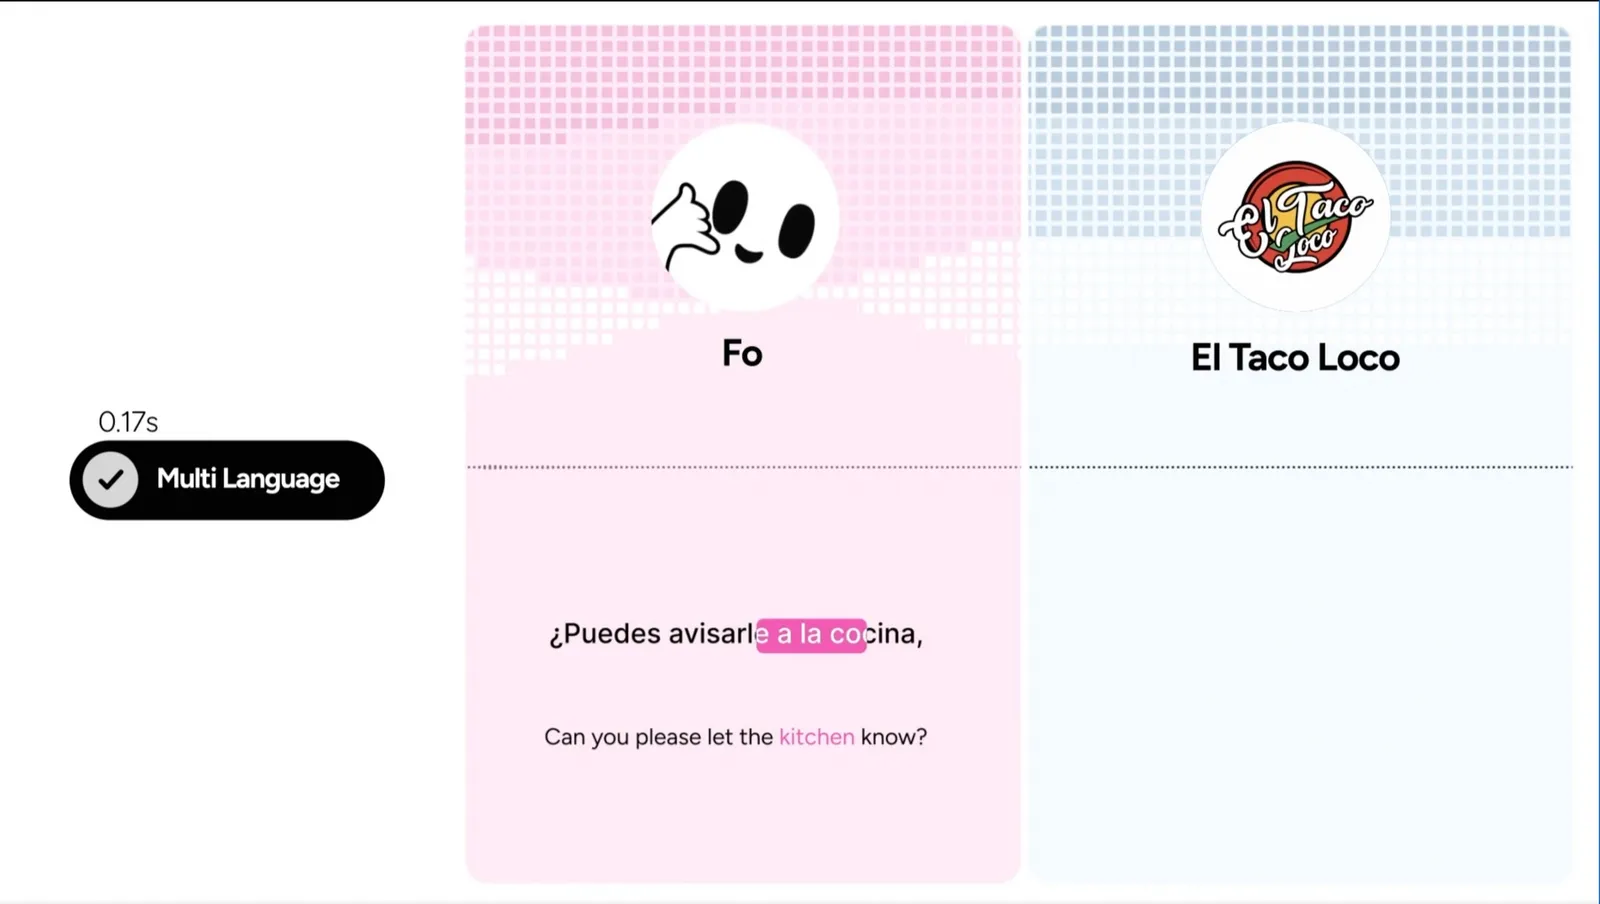 0.17s
Multi Language
Fo
¿Puedes avisarle a la cocina,
Can you please let the kitchen know?
El Taco
Loco
El Taco Loco